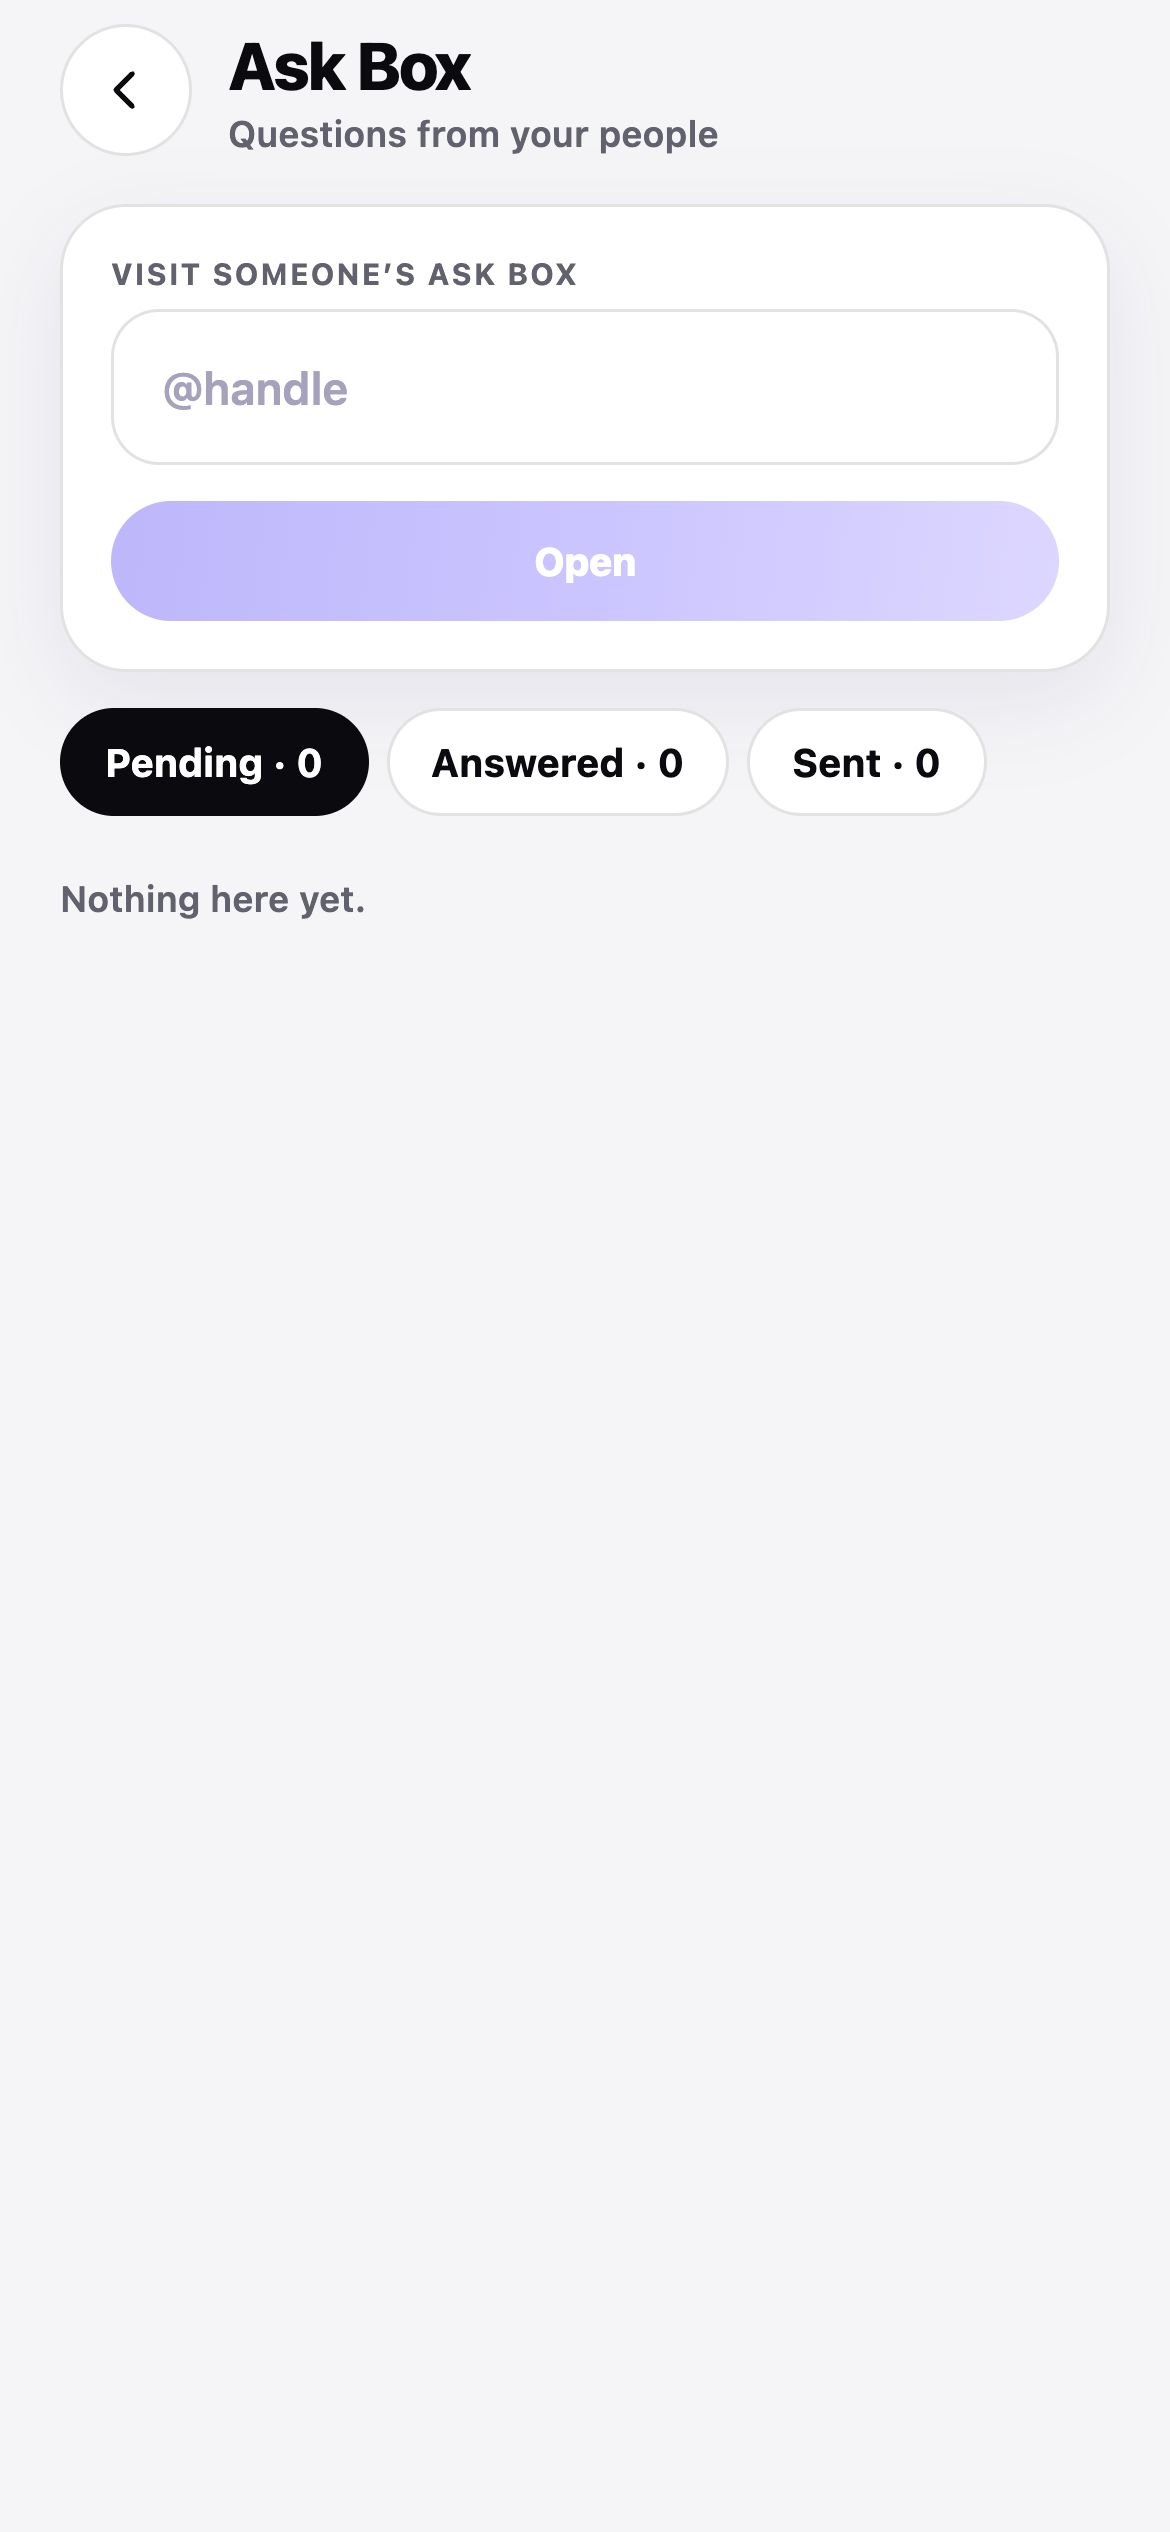 Ask Box
Questions from your people
VISIT SOMEONE’S ASK BOX
@handle
Open
Pending · 0
Answered · 0
Sent · 0
Nothing here yet.